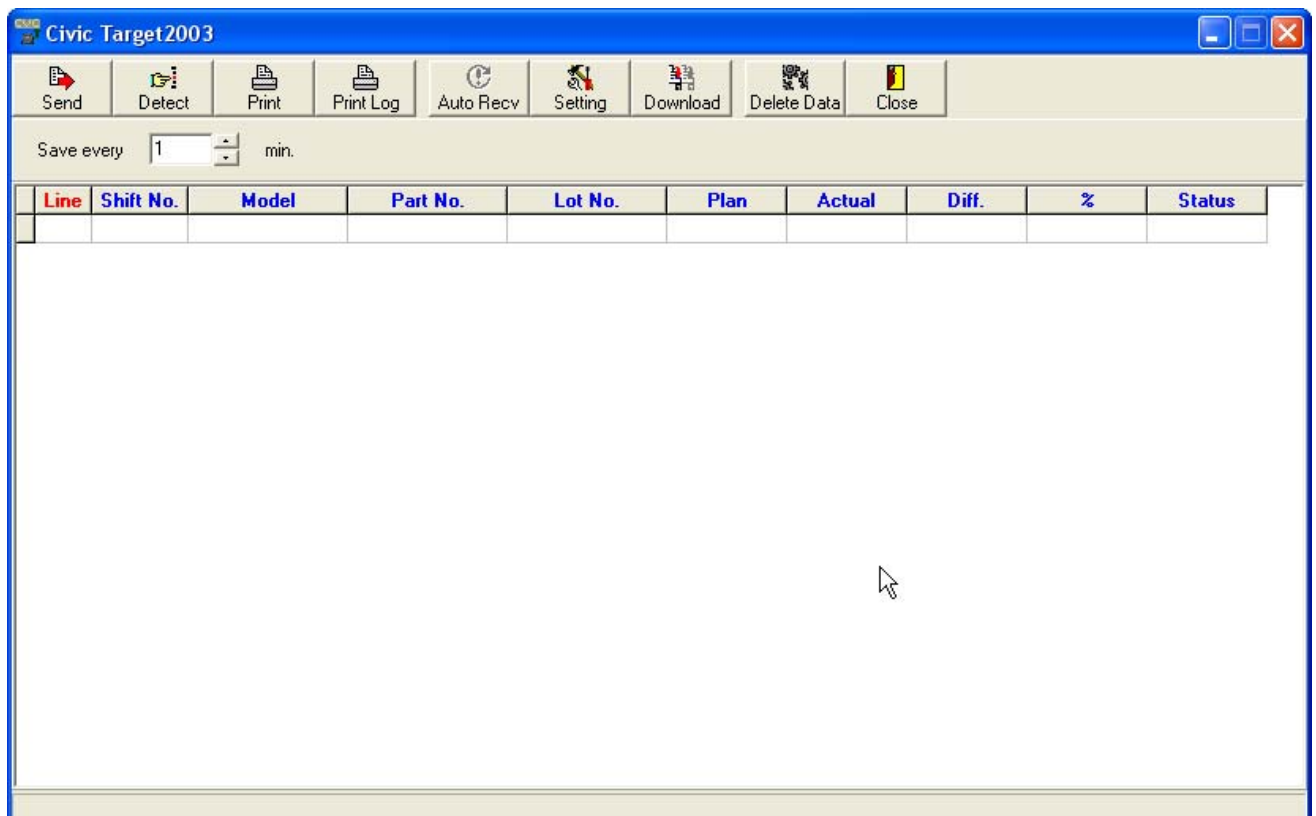 Civic Target2003
Send Detect Print Print Log Auto Recv Setting Download Delete Data Close
Save every 1 min.
Line Shift No. Model Part No. Lot No. Plan Actual Diff. % Status